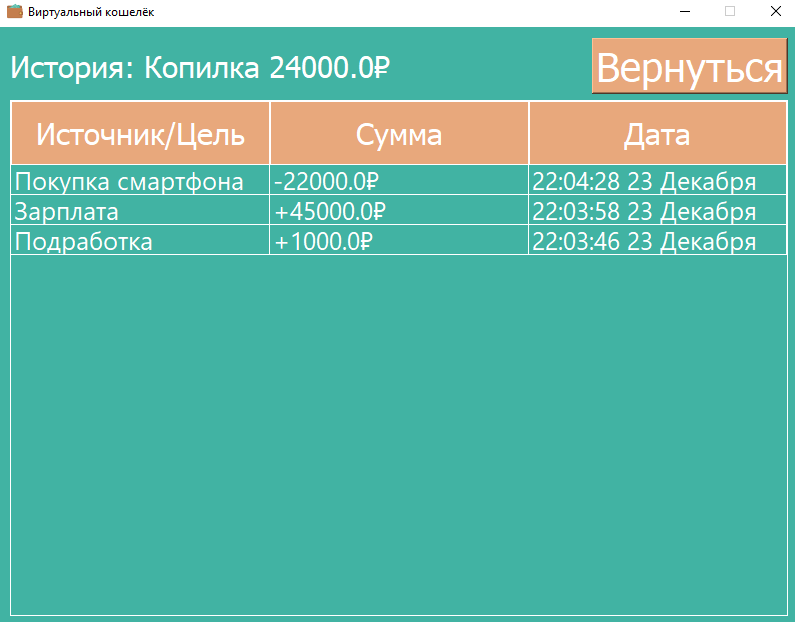 Виртуальный кошелёк
История: Копилка 24000.0₽
Вернуться
Источник/Цель Сумма Дата
Покупка смартфона -22000.0₽ 22:04:28 23 Декабря
Зарплата +45000.0₽ 22:03:58 23 Декабря
Подработка +1000.0₽ 22:03:46 23 Декабря